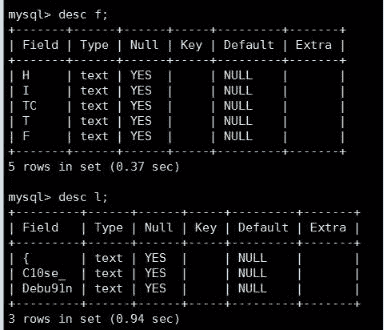 mysql> desc f;
+-------+------+------+-----+---------+-------+
| Field | Type | Null | Key | Default | Extra |
+-------+------+------+-----+---------+-------+
| H | text | YES | | NULL | |
| I | text | YES | | NULL | |
| TC | text | YES | | NULL | |
| T | text | YES | | NULL | |
| F | text | YES | | NULL | |
+-------+------+------+-----+---------+-------+
5 rows in set (0.37 sec)
mysql> desc l;
+---------+------+------+-----+---------+-------+
| Field | Type | Null | Key | Default | Extra |
+---------+------+------+-----+---------+-------+
| { | text | YES | | NULL | |
| C10se_ | text | YES | | NULL | |
| Debu91n | text | YES | | NULL | |
+---------+------+------+-----+---------+-------+
3 rows in set (0.94 sec)